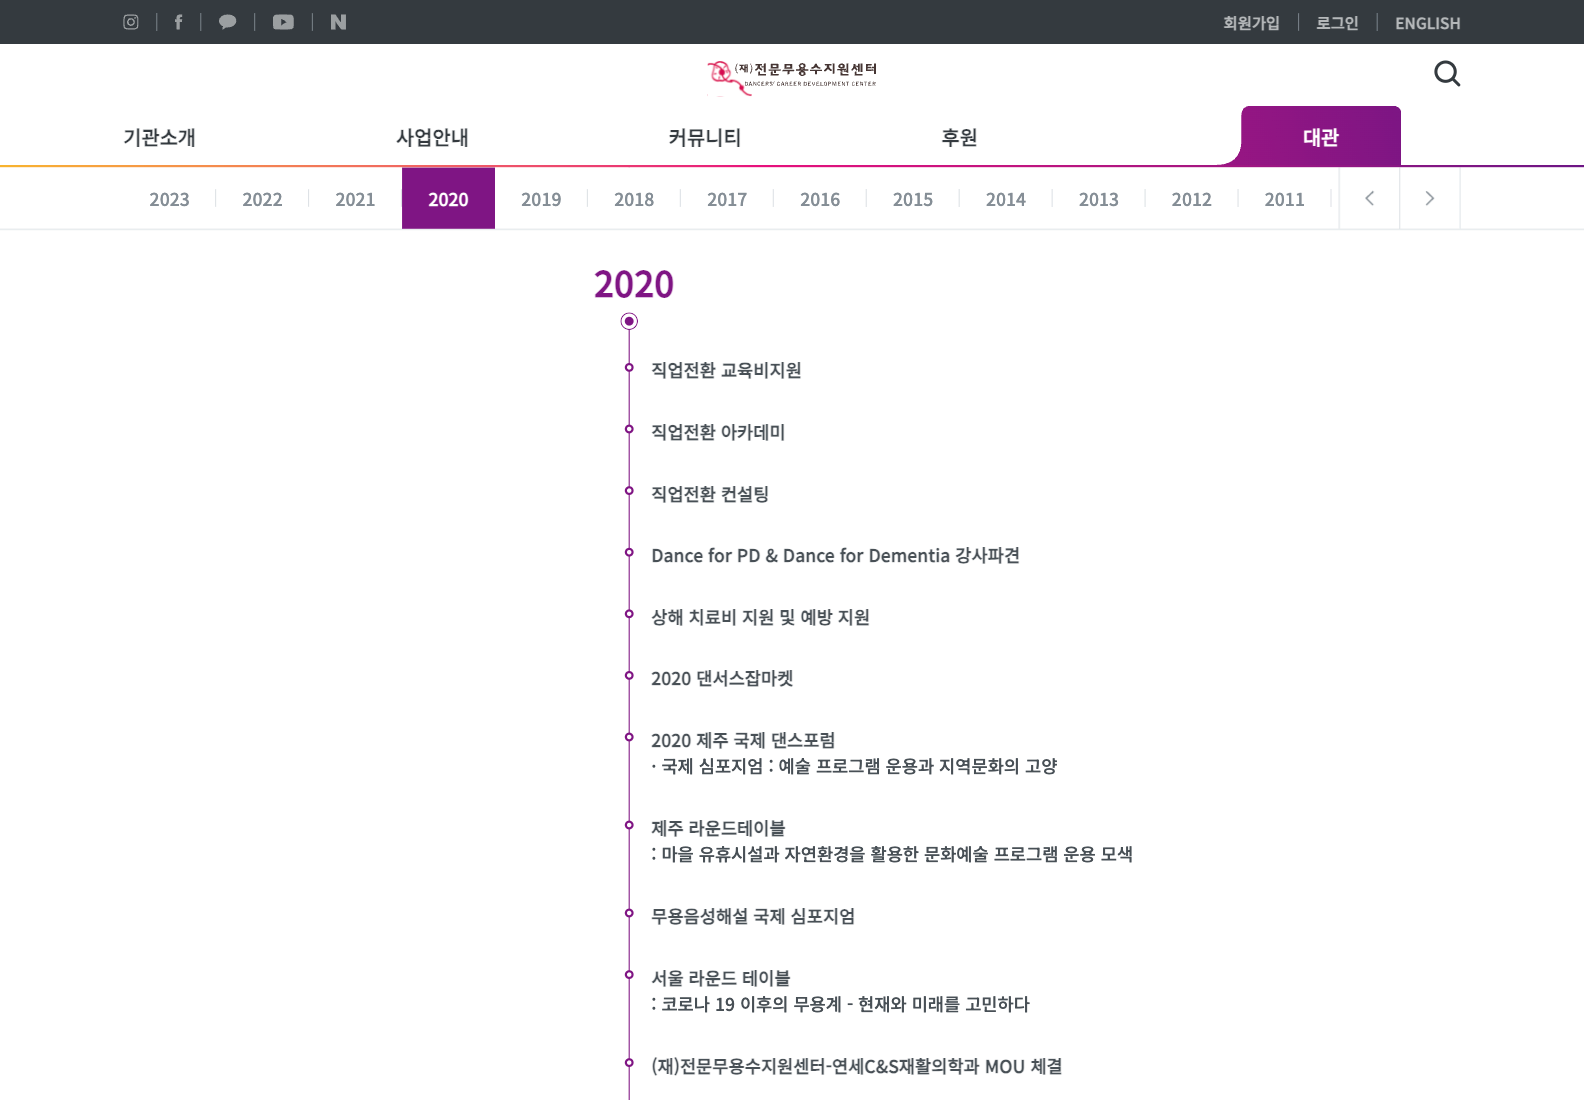 회원가입
로그인
ENGLISH
(재)전문무용수지원센터
DANCERS' CAREER DEVELOPMENT CENTER
기관소개
사업안내
커뮤니티
후원
대관
2023
2022
2021
2020
2019
2018
2017
2016
2015
2014
2013
2012
2011
2020
직업전환 교육비지원
직업전환 아카데미
직업전환 컨설팅
Dance for PD & Dance for Dementia 강사파견
상해 치료비 지원 및 예방 지원
2020 댄서스잡마켓
2020 제주 국제 댄스포럼
· 국제 심포지엄 : 예술 프로그램 운용과 지역문화의 고양
제주 라운드테이블
: 마을 유휴시설과 자연환경을 활용한 문화예술 프로그램 운용 모색
무용음성해설 국제 심포지엄
서울 라운드 테이블
: 코로나 19 이후의 무용계 - 현재와 미래를 고민하다
(재)전문무용수지원센터-연세C&S재활의학과 MOU 체결